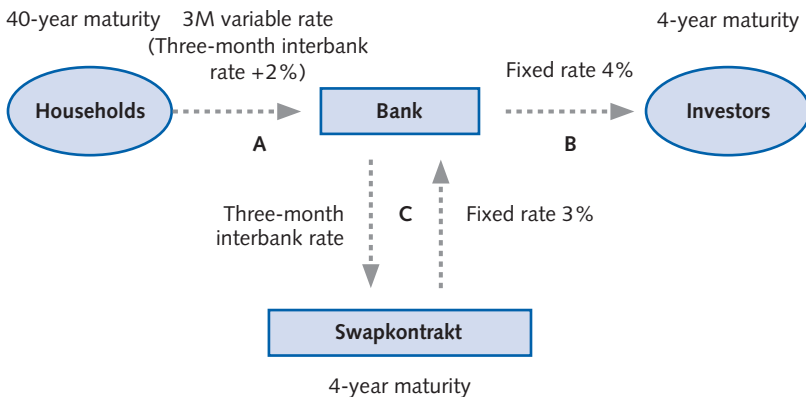 40-year maturity
3M variable rate
(Three-month interbank
rate +2%)
4-year maturity
Fixed rate 4%
Households
Bank
Investors
A
B
Three-month
interbank rate
C
Fixed rate 3%
Swapkontrakt
4-year maturity